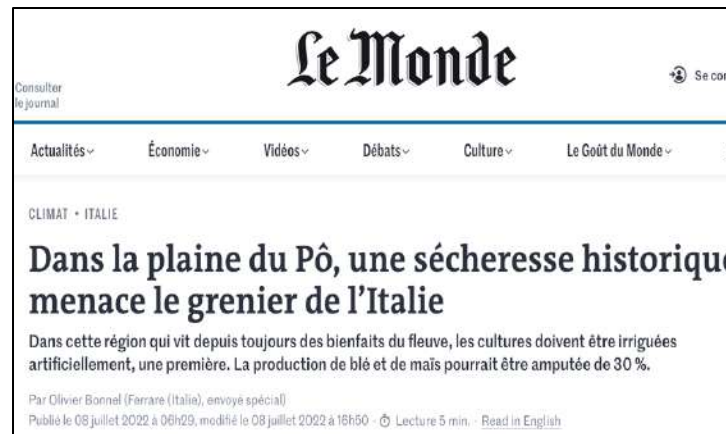 Le Monde
Consulter
le journal
Se con
Actualités
Économie
Vidéos
Débats
Culture
Le Goût du Monde
CLIMAT • ITALIE
Dans la plaine du Pô, une sécheresse historique
menace le grenier de l'Italie
Dans cette région qui vit depuis toujours des bienfaits du fleuve, les cultures doivent être irriguées
artificiellement, une première. La production de blé et de maïs pourrait être amputée de 30 %.
Par Olivier Bonnel (Ferrare (Italie), envoyé spécial)
Publié le 08 juillet 2022 à 06h29, modifié le 08 juillet 2022 à 16h50 · Lecture 5 min. · Read in English